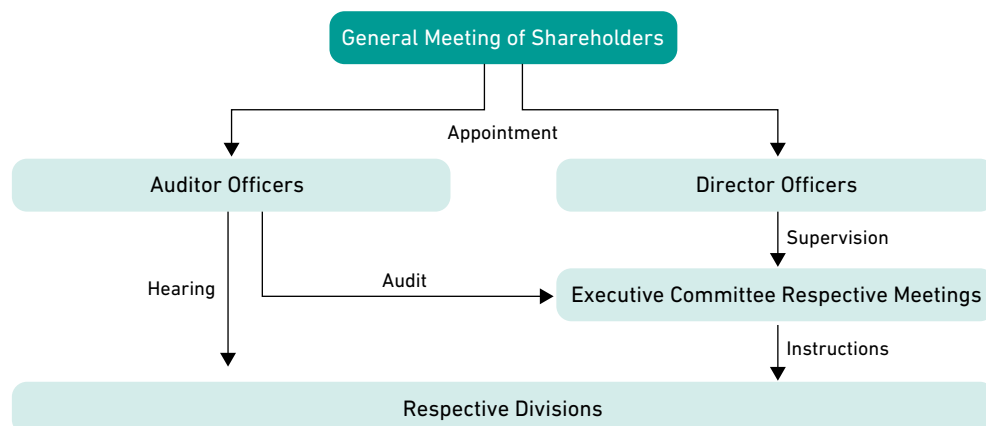 General Meeting of Shareholders
Appointment
Auditor Officers
Director Officers
Supervision
Hearing
Audit
Executive Committee Respective Meetings
Instructions
Respective Divisions